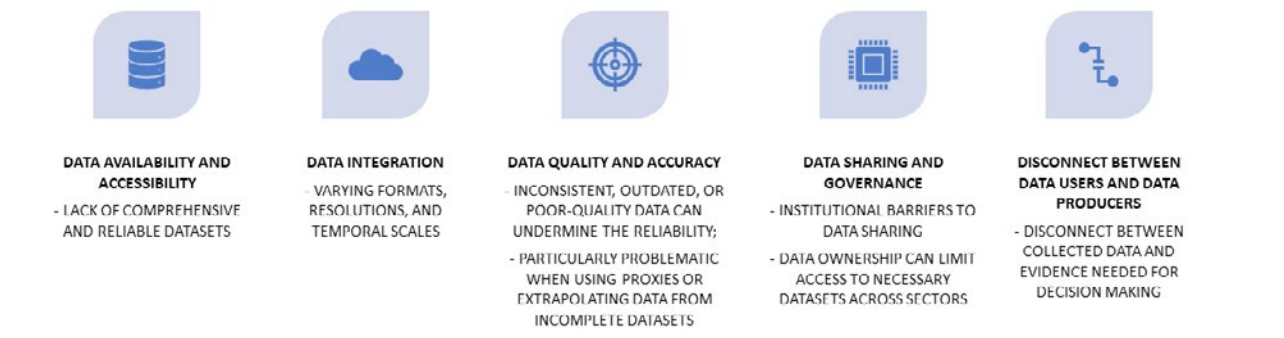 DATA AVAILABILITY AND
ACCESSIBILITY
- LACK OF COMPREHENSIVE
AND RELIABLE DATASETS
DATA INTEGRATION
- VARYING FORMATS,
RESOLUTIONS, AND
TEMPORAL SCALES
DATA QUALITY AND ACCURACY
- INCONSISTENT, OUTDATED, OR
POOR-QUALITY DATA CAN
UNDERMINE THE RELIABILITY;
- PARTICULARLY PROBLEMATIC
WHEN USING PROXIES OR
EXTRAPOLATING DATA FROM
INCOMPLETE DATASETS
DATA SHARING AND
GOVERNANCE
- INSTITUTIONAL BARRIERS TO
DATA SHARING
- DATA OWNERSHIP CAN LIMIT
ACCESS TO NECESSARY
DATASETS ACROSS SECTORS
DISCONNECT BETWEEN
DATA USERS AND DATA
PRODUCERS
- DISCONNECT BETWEEN
COLLECTED DATA AND
EVIDENCE NEEDED FOR
DECISION MAKING